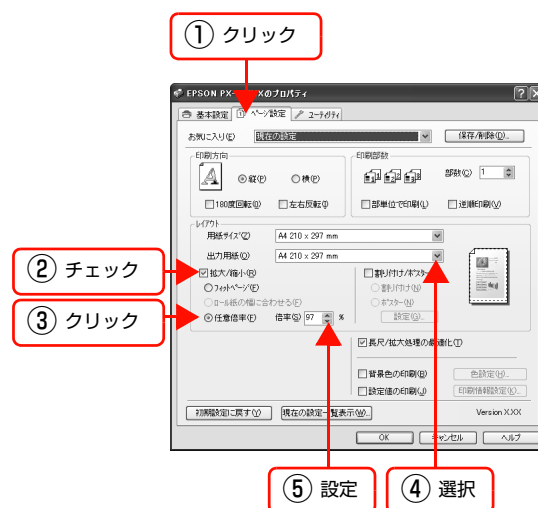 ① クリック
EPSON PX- Xのプロパティ
基本設定 ページ設定 ユーティリティ
お気に入り(E) 現在の設定 保存/削除(D)...
印刷方向 印刷部数
縦(P) 横(R) 部数(C) 1
180度回転(O) 左右反転(I) 部単位で印刷(L) 逆順印刷(V)
レイアウト
用紙サイズ(Z) A4 210 x 297 mm
② チェック
出力用紙(O) A4 210 x 297 mm
拡大/縮小(R) 割り付け/ポスター
フィットページ(E) 割り付け(N)
ロール紙の幅に合わせる(F) ポスター(N)
③ クリック
任意倍率(F) 倍率(S) 97 % 設定(G)...
長尺/拡大処理の最適化(T)
背景色の印刷(B) 色設定(H)...
設定値の印刷(J) 印刷情報設定(K)...
初期設定に戻す(Y) 現在の設定一覧表示(W)... Version X.XX
OK キャンセル ヘルプ
⑤ 設定
④ 選択